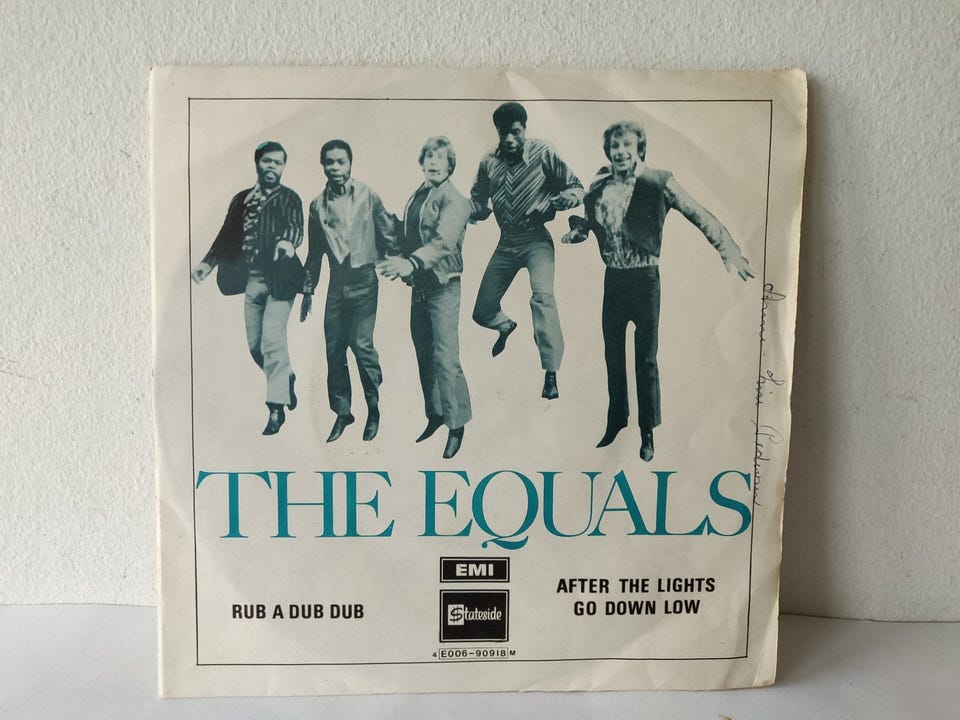 THE EQUALS
EMI
RUB A DUB DUB
Stateside
AFTER THE LIGHTS
GO DOWN LOW
4 E006-90918 M